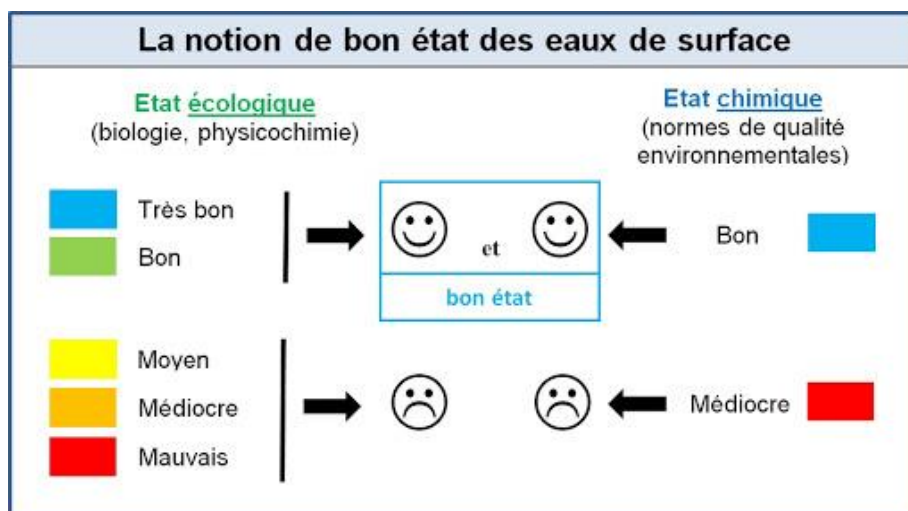 La notion de bon état des eaux de surface
Etat écologique
(biologie, physicochimie)
Etat chimique
(normes de qualité
environnementales)
Très bon
Bon
et
Bon
bon état
Moyen
Médiocre
Mauvais
Médiocre